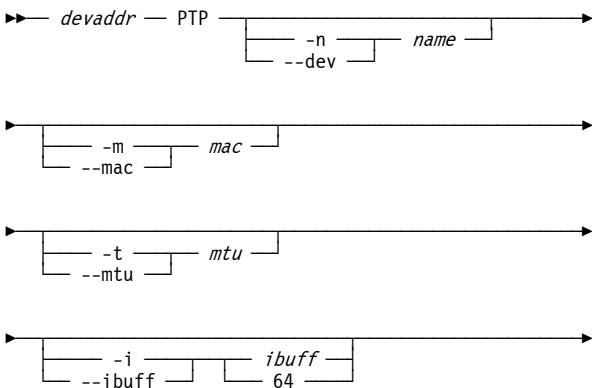 devaddr PTP
-n name
--dev
-m mac
--mac
-t mtu
--mtu
-i ibuff
--ibuff 64